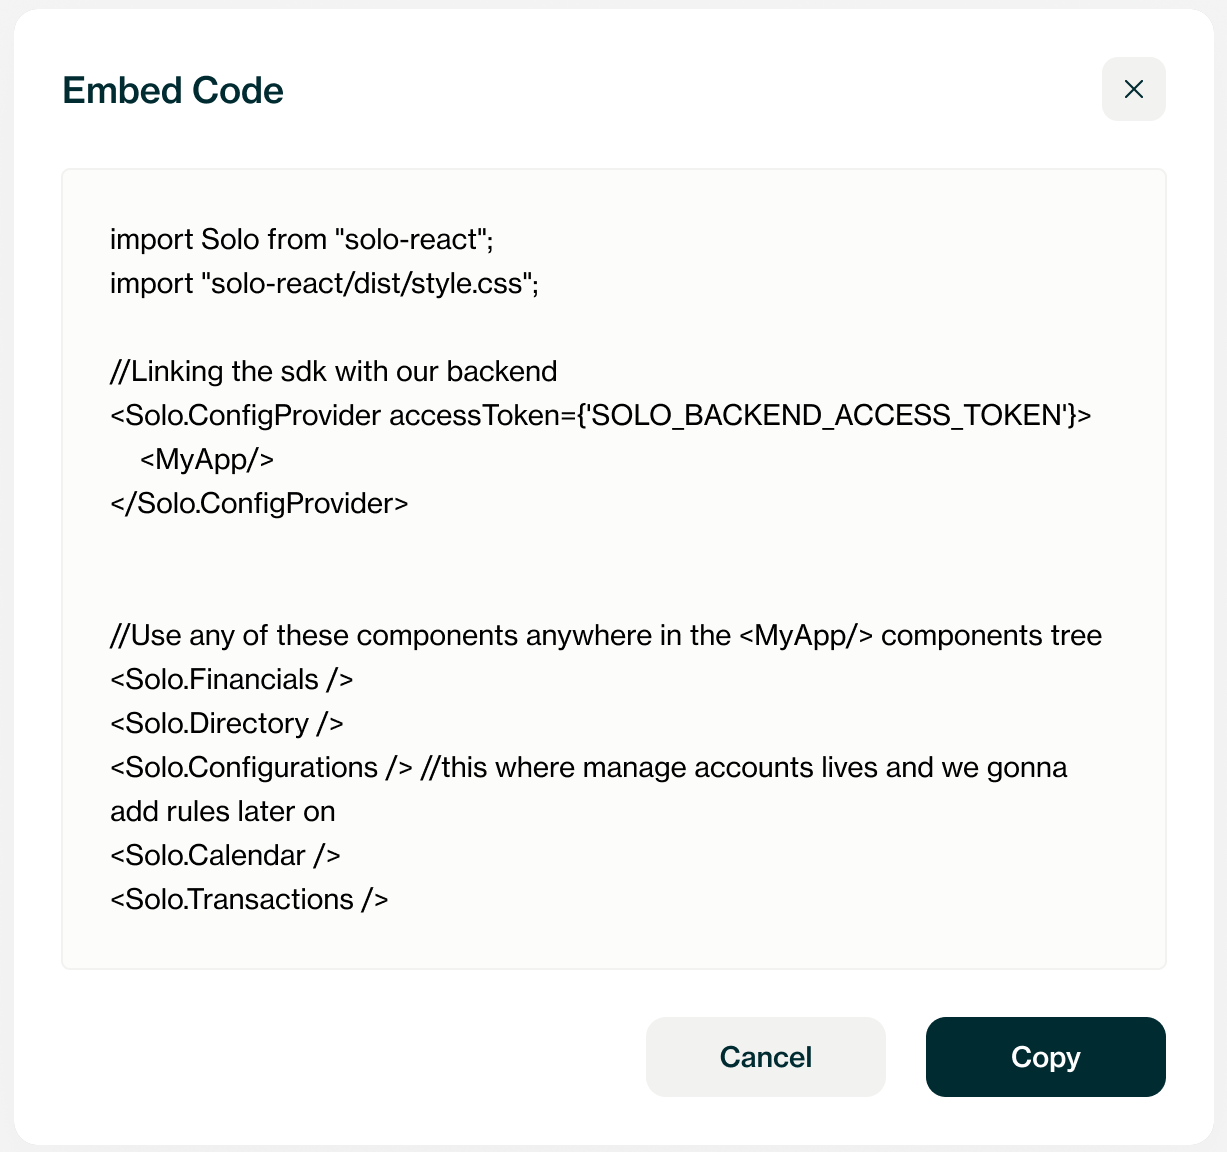 Embed Code
import Solo from "solo-react";
import "solo-react/dist/style.css";
//Linking the sdk with our backend
<Solo.ConfigProvider accessToken={'SOLO_BACKEND_ACCESS_TOKEN'}>
<MyApp/>
</Solo.ConfigProvider>
//Use any of these components anywhere in the <MyApp/> components tree
<Solo.Financials />
<Solo.Directory />
<Solo.Configurations /> //this where manage accounts lives and we gonna
add rules later on
<Solo.Calendar />
<Solo.Transactions />
Cancel
Copy